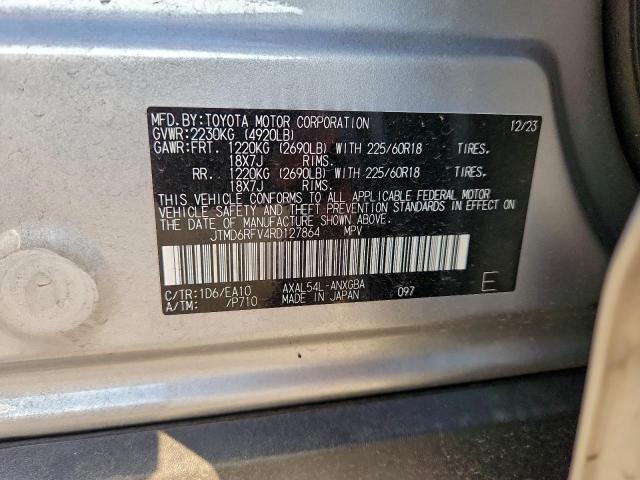 MFD.BY:TOYOTA MOTOR CORPORATION 12/23
GVWR:2230KG (4920LB)
GAWR:FRT. 1220KG (2690LB) WITH 225/60R18 TIRES.
18X7J RIMS.
RR. 1220KG (2690LB) WITH 225/60R18 TIRES.
18X7J RIMS.
THIS VEHICLE CONFORMS TO ALL APPLICABLE FEDERAL MOTOR
VEHICLE SAFETY AND THEFT PREVENTION STANDARDS IN EFFECT ON
THE DATE OF MANUFACTURE SHOWN ABOVE.
JTMD6RFV4RD127864 MPV
C/TR:1D6/EA10 AXAL54L-ANXGBA
A/TM: /P710 MADE IN JAPAN 097 E